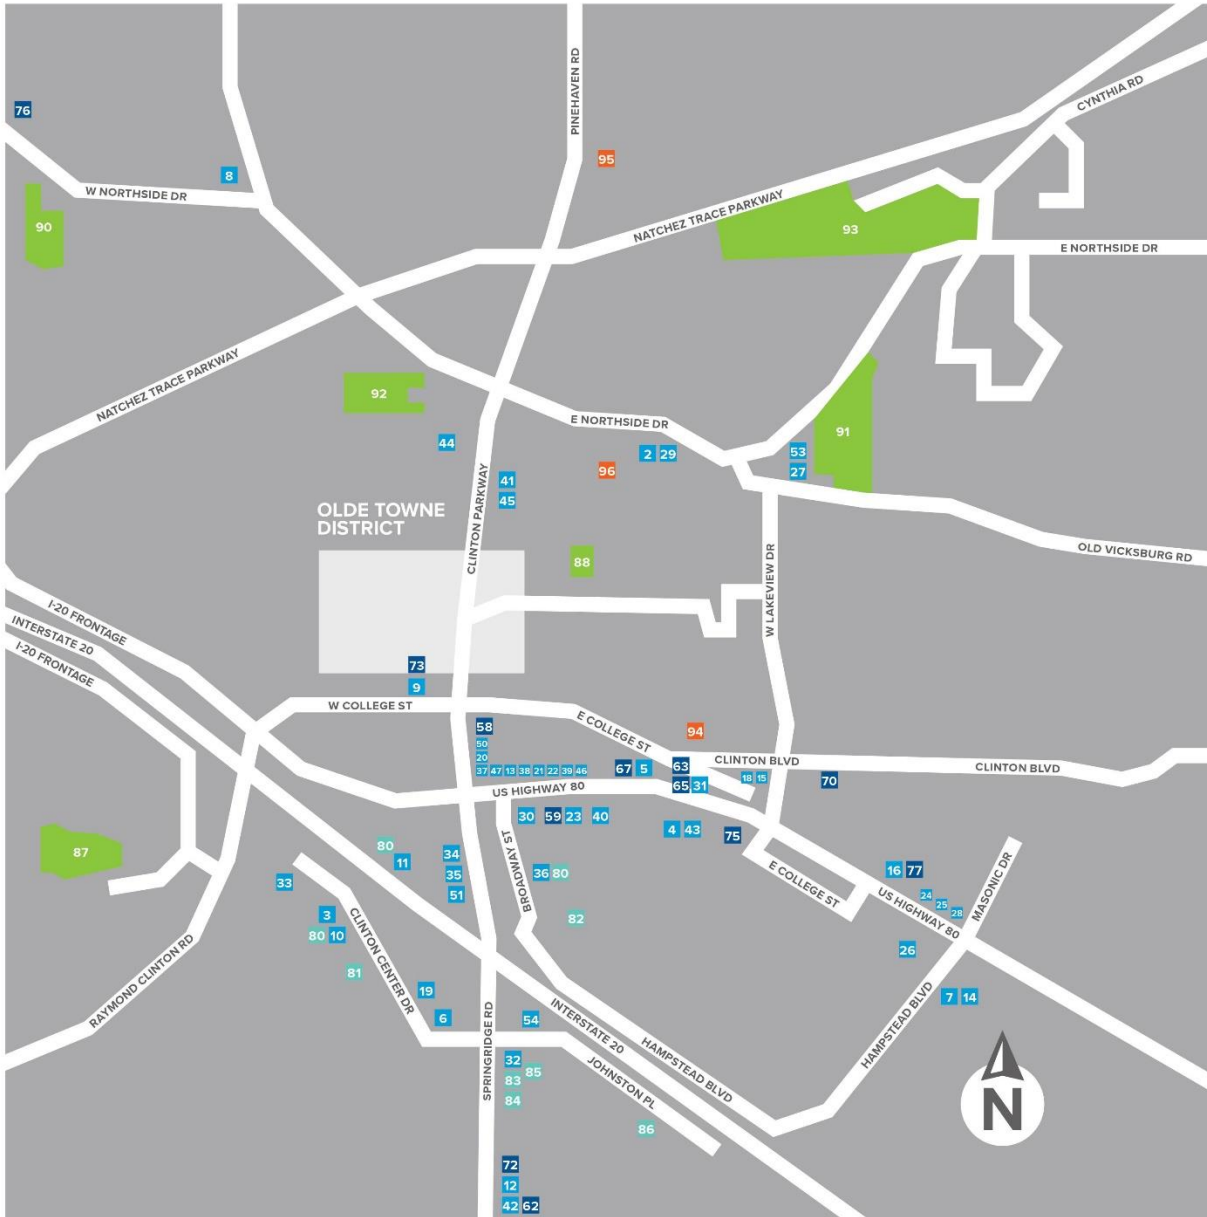 PINEHAVEN RD
CYNTHIA RD
76
95
8
W NORTHSIDE DR
NATCHEZ TRACE PARKWAY
90
93
E NORTHSIDE DR
NATCHEZ TRACE PARKWAY
92
E NORTHSIDE DR
91
44
2
29
53
96
27
41
45
CLINTON PARKWAY
OLDE TOWNE
DISTRICT
OLD VICKSBURG RD
88
W LAKEVIEW DR
I-20 FRONTAGE
INTERSTATE 20
I-20 FRONTAGE
73
9
W COLLEGE ST
E COLLEGE ST
58
94
50
20
37
47
13
38
21
22
39
46
67
5
63
CLINTON BLVD
CLINTON BLVD
65
31
18
15
70
US HIGHWAY 80
30
59
23
40
4
43
75
80
11
34
35
51
BROADWAY ST
36
80
82
87
33
3
80
10
81
CLINTON CENTER DR
E COLLEGE ST
16
77
24
25
28
US HIGHWAY 80
MASONIC DR
26
7
14
HAMPSTEAD BLVD
RAYMOND CLINTON RD
19
6
54
INTERSTATE 20
HAMPSTEAD BLVD
SPRINGRIDGE RD
32
85
83
84
JOHNSTON PL
86
N
72
12
42
62